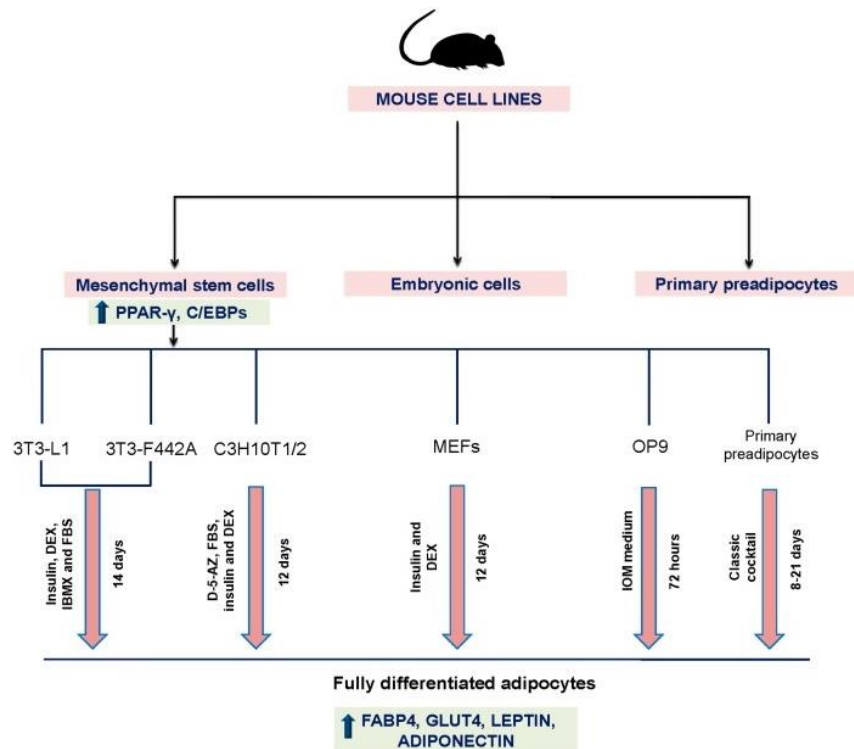 MOUSE CELL LINES
Mesenchymal stem cells
Embryonic cells
Primary preadipocytes
PPAR-γ, C/EBPs
3T3-L1
3T3-F442A
C3H10T1/2
MEFs
OP9
Primary
preadipocytes
Insulin, DEX,
IBMX and FBS
14 days
D-5-AZ, FBS,
insulin and DEX
12 days
Insulin and
DEX
12 days
IOM medium
72 hours
Classic
cocktail
8-21 days
Fully differentiated adipocytes
FABP4, GLUT4, LEPTIN,
ADIPONECTIN